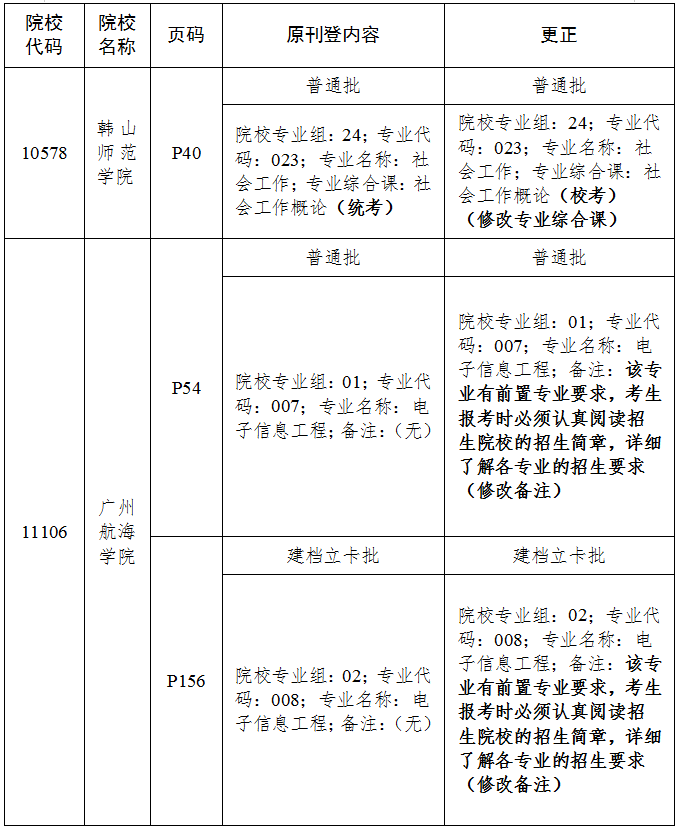 院校
代码
院校
名称
页码
原刊登内容
更正
10578
韩山
师范
学院
P40
普通批
普通批
院校专业组：24；专业代
码：023；专业名称：社
会工作；专业综合课：社
会工作概论（统考）
院校专业组：24；专业代
码：023；专业名称：社
会工作；专业综合课：社
会工作概论（校考）
（修改专业综合课）
11106
广州
航海
学院
P54
普通批
普通批
院校专业组：01；专业代
码：007；专业名称：电
子信息工程；备注：（无）
院校专业组：01；专业代
码：007；专业名称：电
子信息工程；备注：该专
业有前置专业要求，考生
报考时必须认真阅读招
生院校的招生简章，详细
了解各专业的招生要求
（修改备注）
P156
建档立卡批
建档立卡批
院校专业组：02；专业代
码：008；专业名称：电
子信息工程；备注：（无）
院校专业组：02；专业代
码：008；专业名称：电
子信息工程；备注：该专
业有前置专业要求，考生
报考时必须认真阅读招
生院校的招生简章，详细
了解各专业的招生要求
（修改备注）